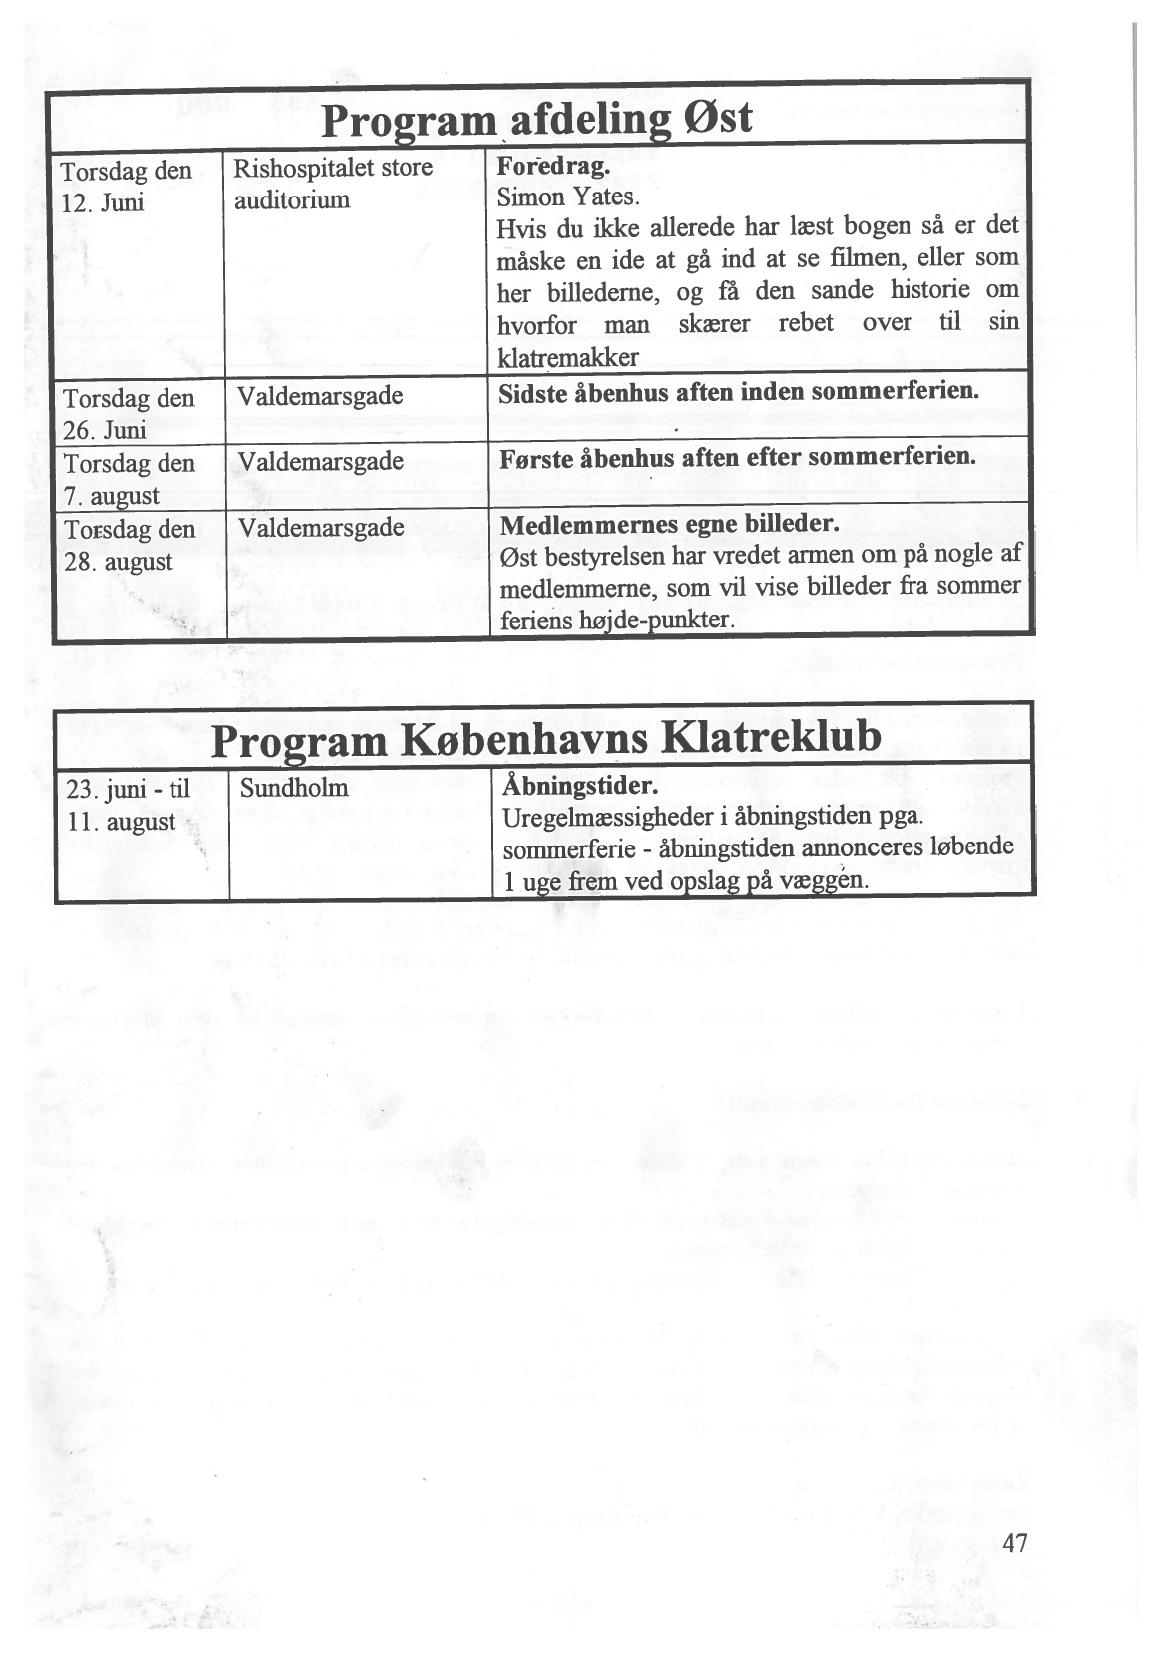 Program afdeling Øst
Torsdag den
12. Juni
Rishospitalet store
auditorium
Foredrag.
Simon Yates.
Hvis du ikke allerede har læst bogen så er det
måske en ide at gå ind at se filmen, eller som
her billederne, og få den sande historie om
hvorfor man skærer rebet over til sin
klatremakker
Torsdag den
26. Juni
Valdemarsgade
Sidste åbenhus aften inden sommerferien.
Torsdag den
7. august
Valdemarsgade
Første åbenhus aften efter sommerferien.
Torsdag den
28. august
Valdemarsgade
Medlemmernes egne billeder.
Øst bestyrelsen har vredet armen om på nogle af
medlemmerne, som vil vise billeder fra sommer
feriens højde-punkter.
Program Københavns Klatreklub
23. juni - til
11. august
Sundholm
Åbningstider.
Uregelmæssigheder i åbningstiden pga.
sommerferie - åbningstiden annonceres løbende
1 uge frem ved opslag på væggen.
47